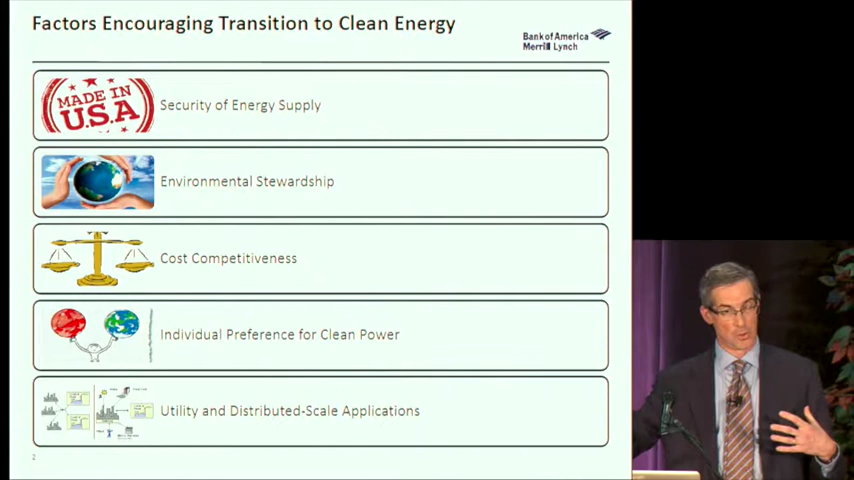 Factors Encouraging Transition to Clean Energy
Bank of America
Merrill Lynch
MADE IN
U.S.A
Security of Energy Supply
Environmental Stewardship
Cost Competitiveness
Individual Preference for Clean Power
Utility and Distributed-Scale Applications
2